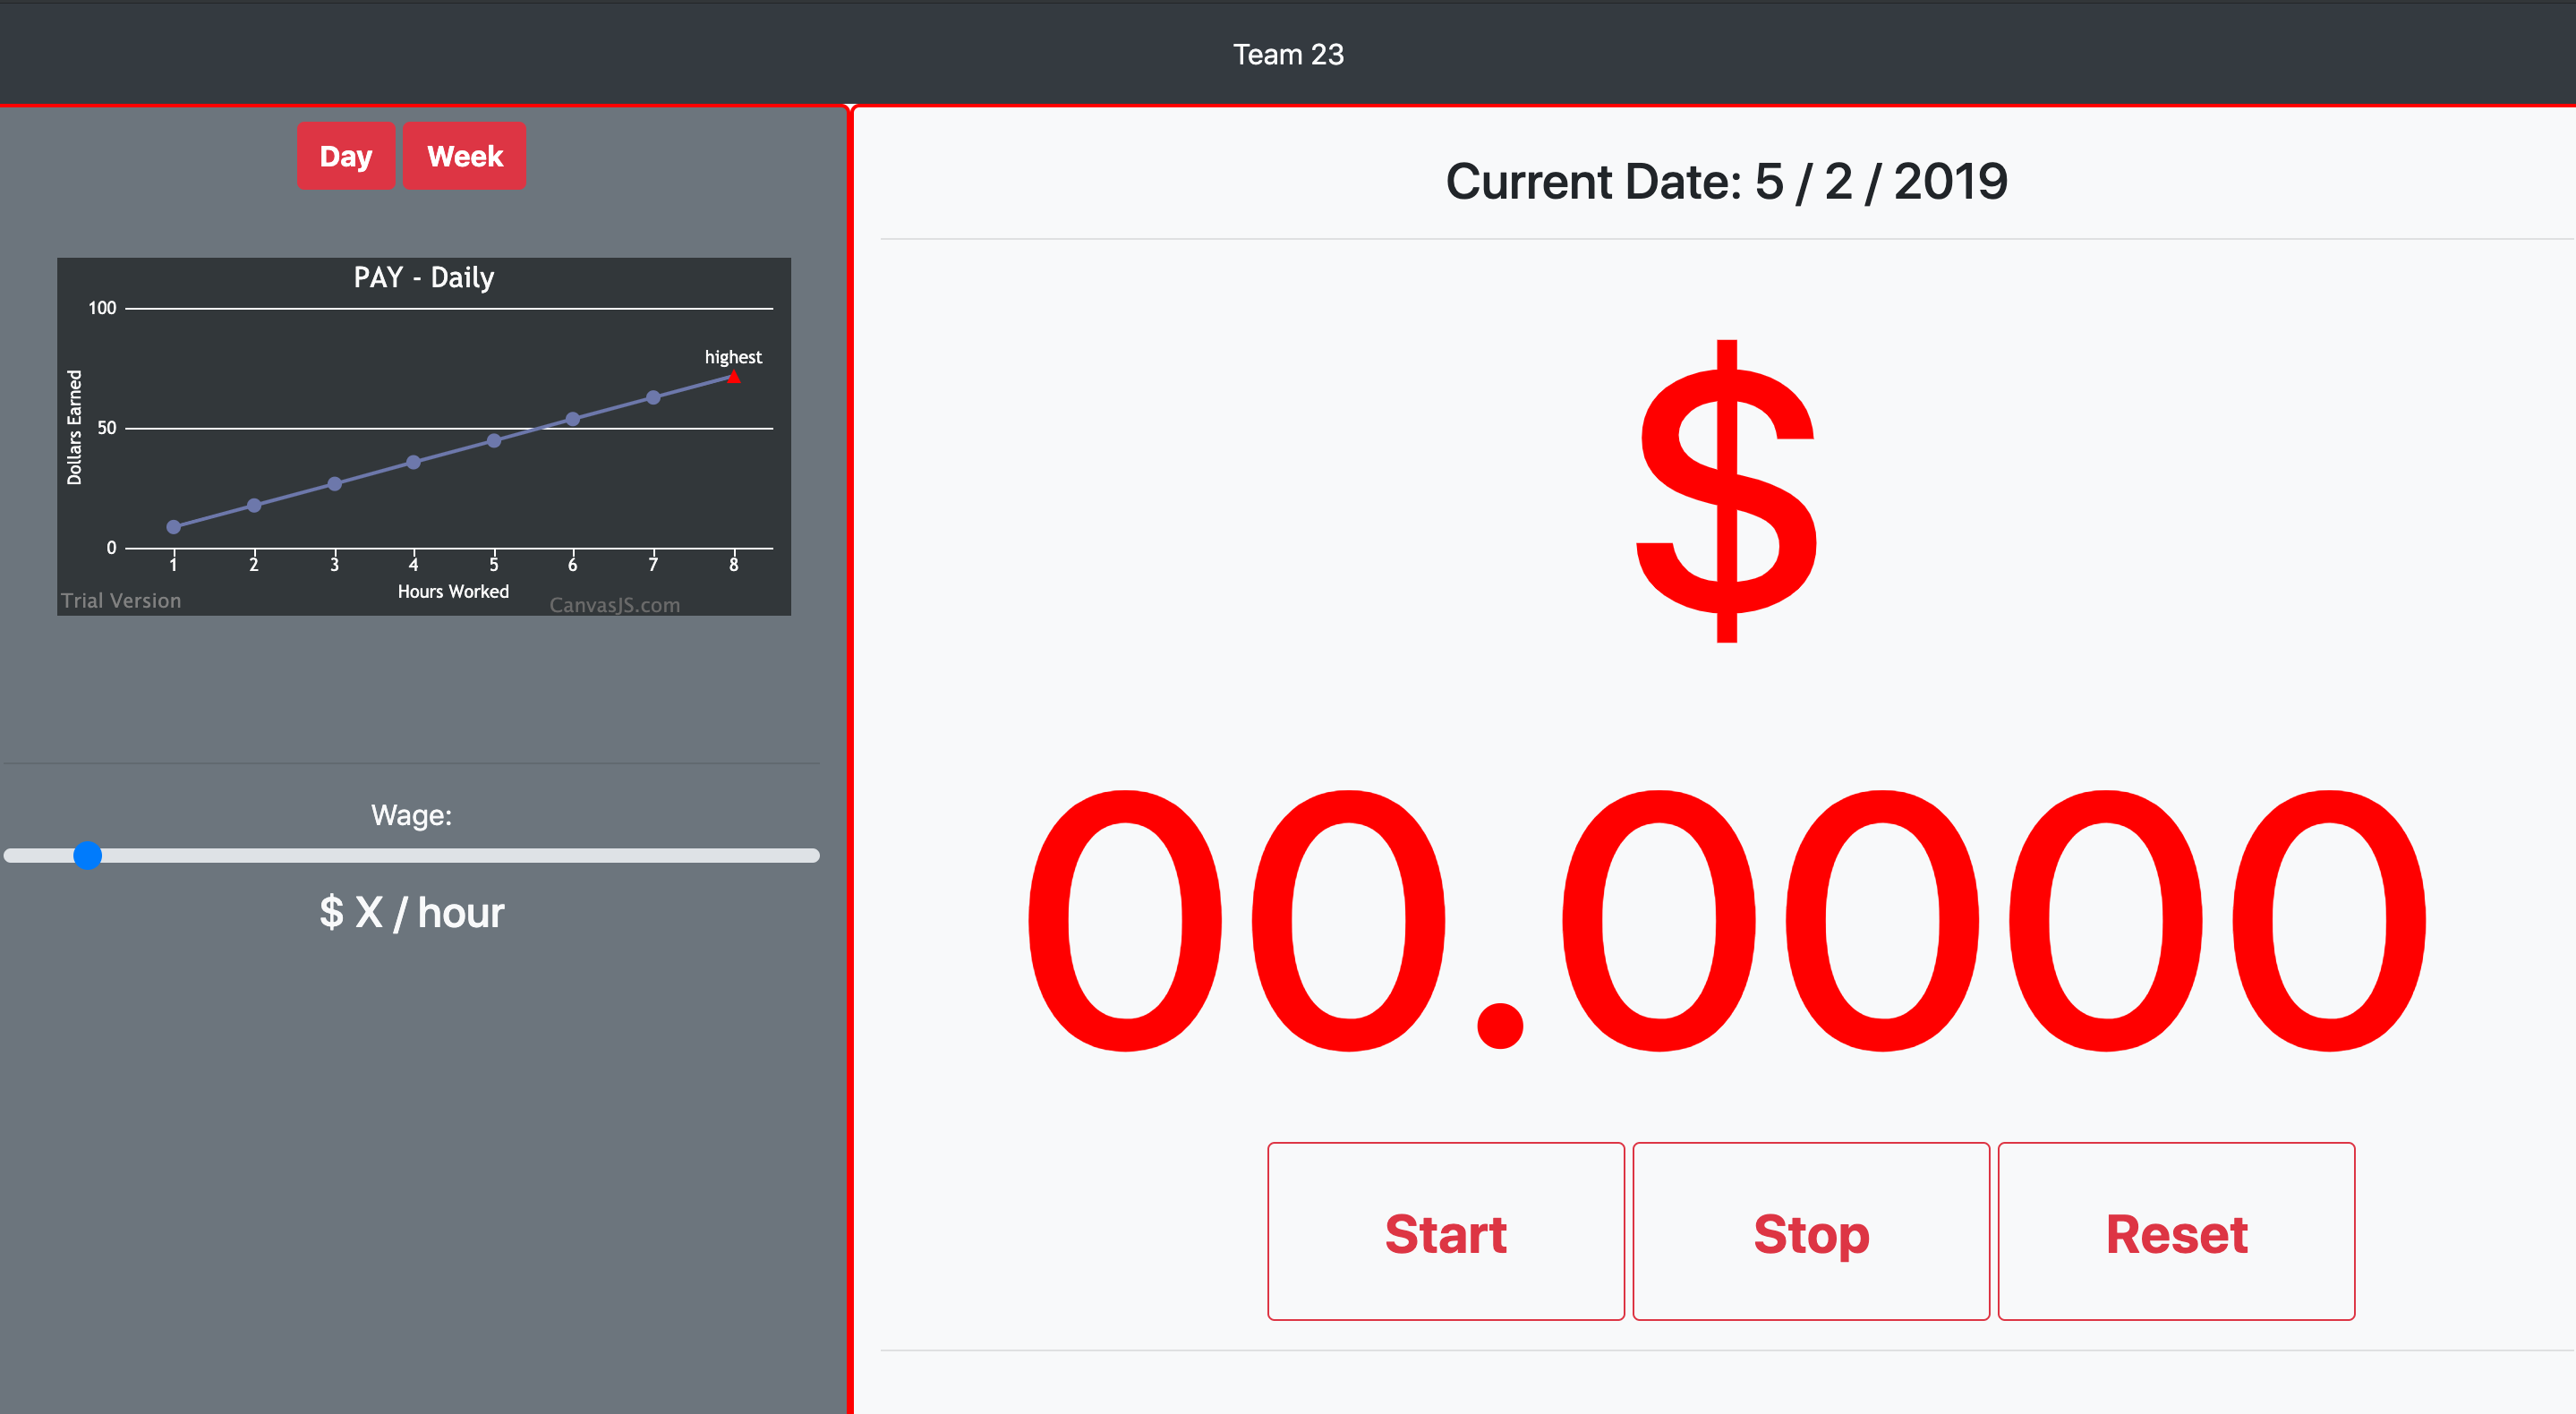 Team 23
Day Week
PAY - Daily
100
highest
Dollars Earned
50
0
1 2 3 4 5 6 7 8
Hours Worked
Trial Version
CanvasJS.com
Wage:
$ X / hour
Current Date: 5 / 2 / 2019
$
00.0000
Start Stop Reset